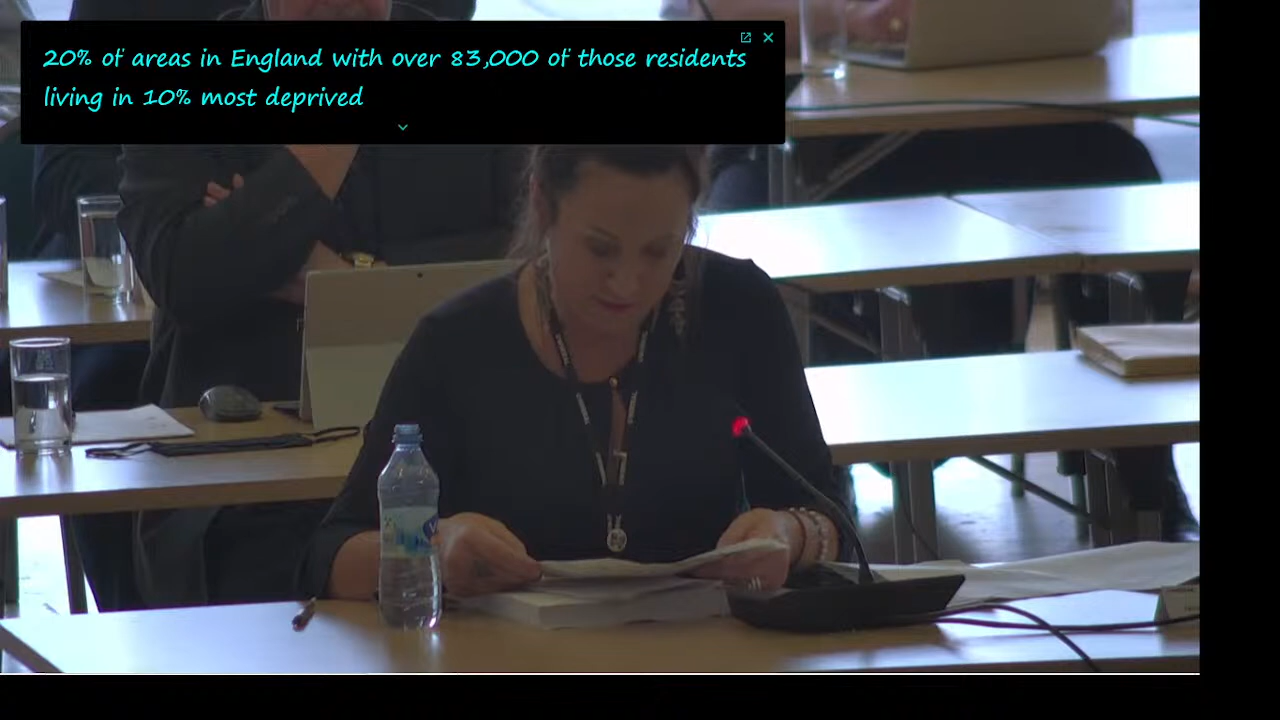 20% of areas in England with over 83,000 of those residents
living in 10% most deprived